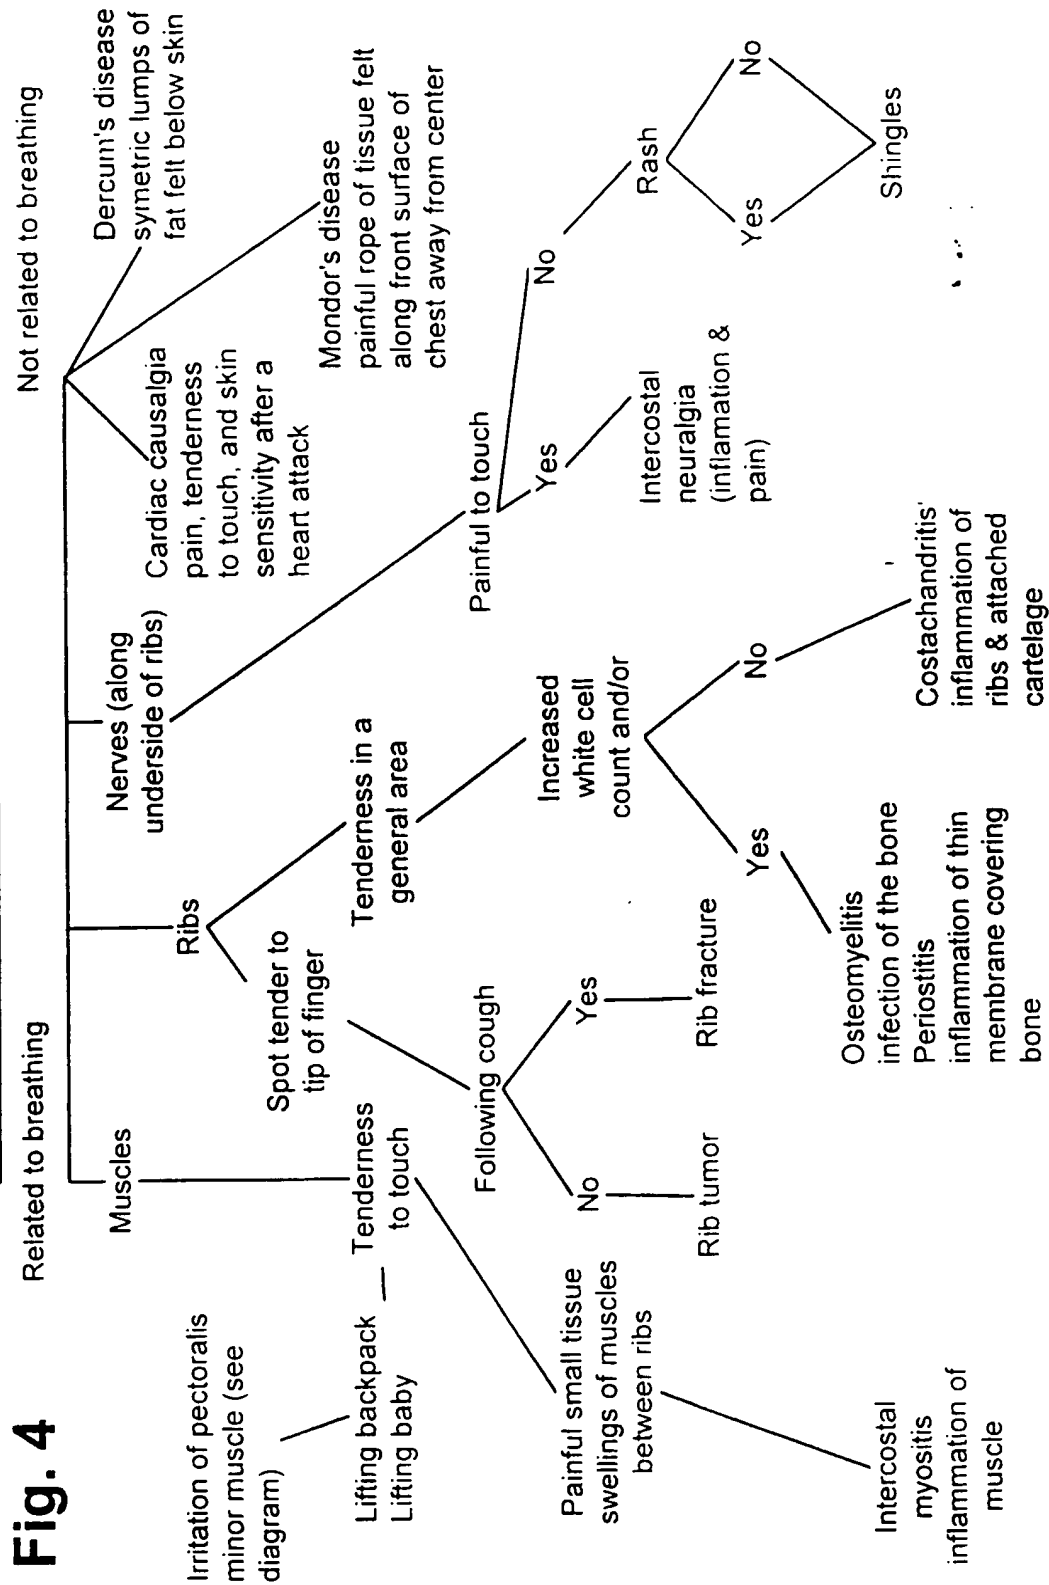 Fig. 4
Related to breathing
Not related to breathing
Muscles
Ribs
Nerves (along
underside of ribs)
Cardiac causalgia
pain, tenderness
to touch, and skin
sensitivity after a
heart attack
Dercum's disease
symetric lumps of
fat felt below skin
Mondor's disease
painful rope of tissue felt
along front surface of
chest away from center
Irritation of pectoralis
minor muscle (see
diagram)
Lifting backpack
Lifting baby
Tenderness
to touch
Spot tender to
tip of finger
Tenderness in a
general area
Painful to touch
Painful small tissue
swellings of muscles
between ribs
Following cough
No
Yes
Rib tumor
Rib fracture
Increased
white cell
count and/or
Yes
No
Yes
No
Intercostal
neuralgia
(inflamation &
pain)
Rash
Yes
No
Shingles
Intercostal
myositis
inflamation of
muscle
Osteomyelitis
infection of the bone
Periostitis
inflammation of thin
membrane covering
bone
Costachandritis'
inflammation of
ribs & attached
cartelage